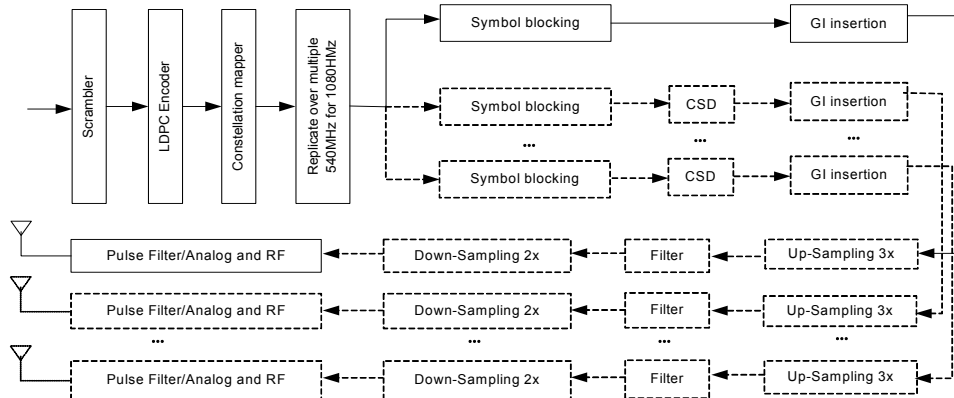 Scrambler
LDPC Encoder
Constellation mapper
Replicate over multiple
540MHz for 1080HMz
Symbol blocking
GI insertion
Symbol blocking
CSD
GI insertion
...
...
...
Symbol blocking
CSD
GI insertion
Pulse Filter/Analog and RF
Down-Sampling 2x
Filter
Up-Sampling 3x
Pulse Filter/Analog and RF
Down-Sampling 2x
Filter
Up-Sampling 3x
...
...
...
...
Pulse Filter/Analog and RF
Down-Sampling 2x
Filter
Up-Sampling 3x